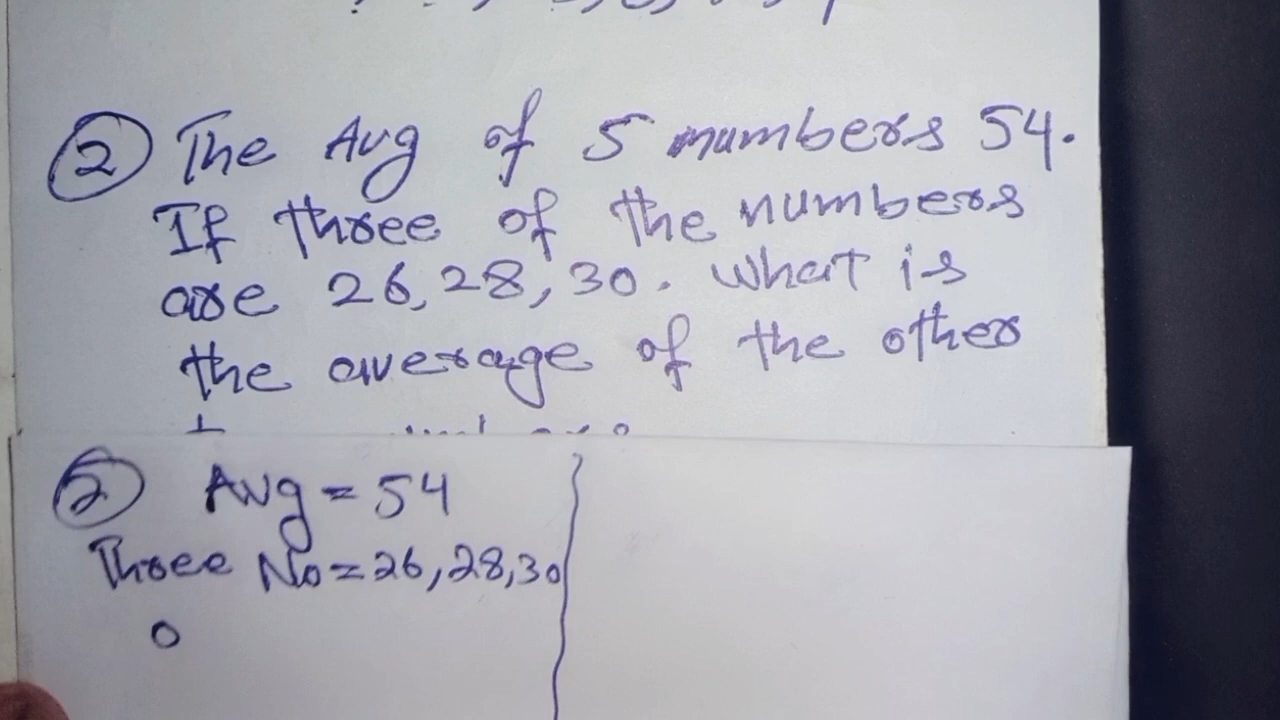 ② The Avg of 5 numbers 54.
If three of the numbers
are 26, 28, 30. What is
the average of the other
② Avg = 54
Three No = 26, 28, 30